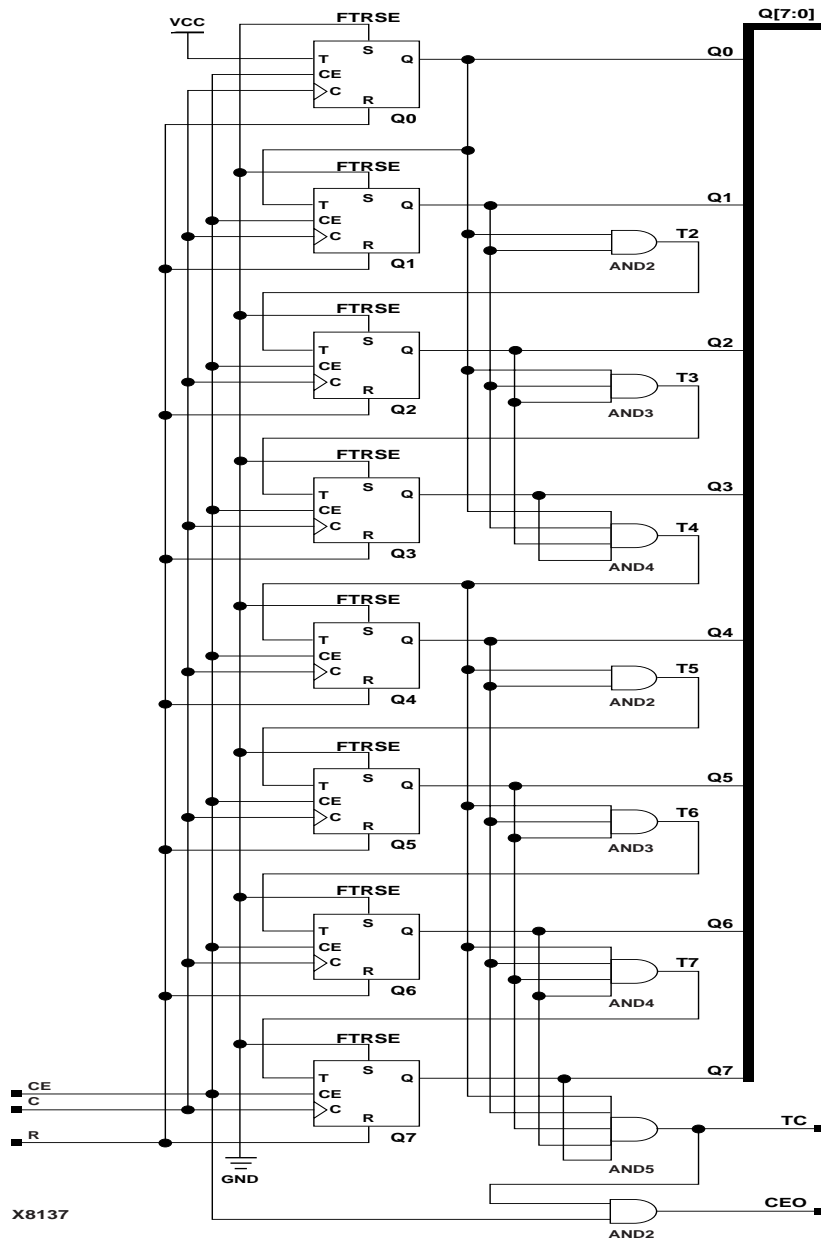 Q[7:0]
VCC
FTRSE
S
T Q Q0
CE
C
R
Q0
FTRSE
S
T Q Q1
CE
C
R
Q1
T2
AND2
FTRSE
S
T Q Q2
CE
C
R
Q2
T3
AND3
FTRSE
S
T Q Q3
CE
C
R
Q3
T4
AND4
FTRSE
S
T Q Q4
CE
C
R
Q4
T5
AND2
FTRSE
S
T Q Q5
CE
C
R
Q5
T6
AND3
FTRSE
S
T Q Q6
CE
C
R
Q6
T7
AND4
FTRSE
S
T Q Q7
CE CE
C C
R
R Q7
TC
AND5
GND
CEO
X8137
AND2